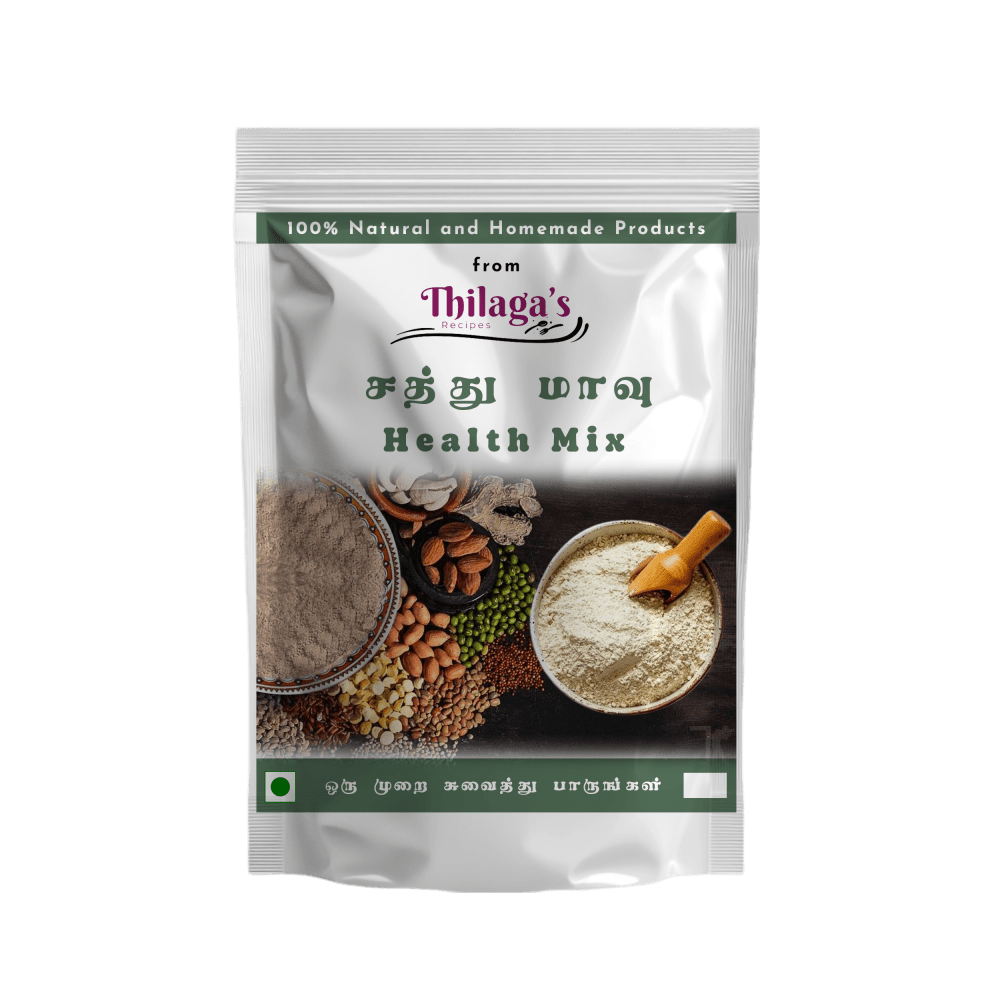 100% Natural and Homemade Products
from
Thilaga's
Recipes
சத்து மாவு
Health Mix
ஒரு முறை சுவைத்து பாருங்கள்